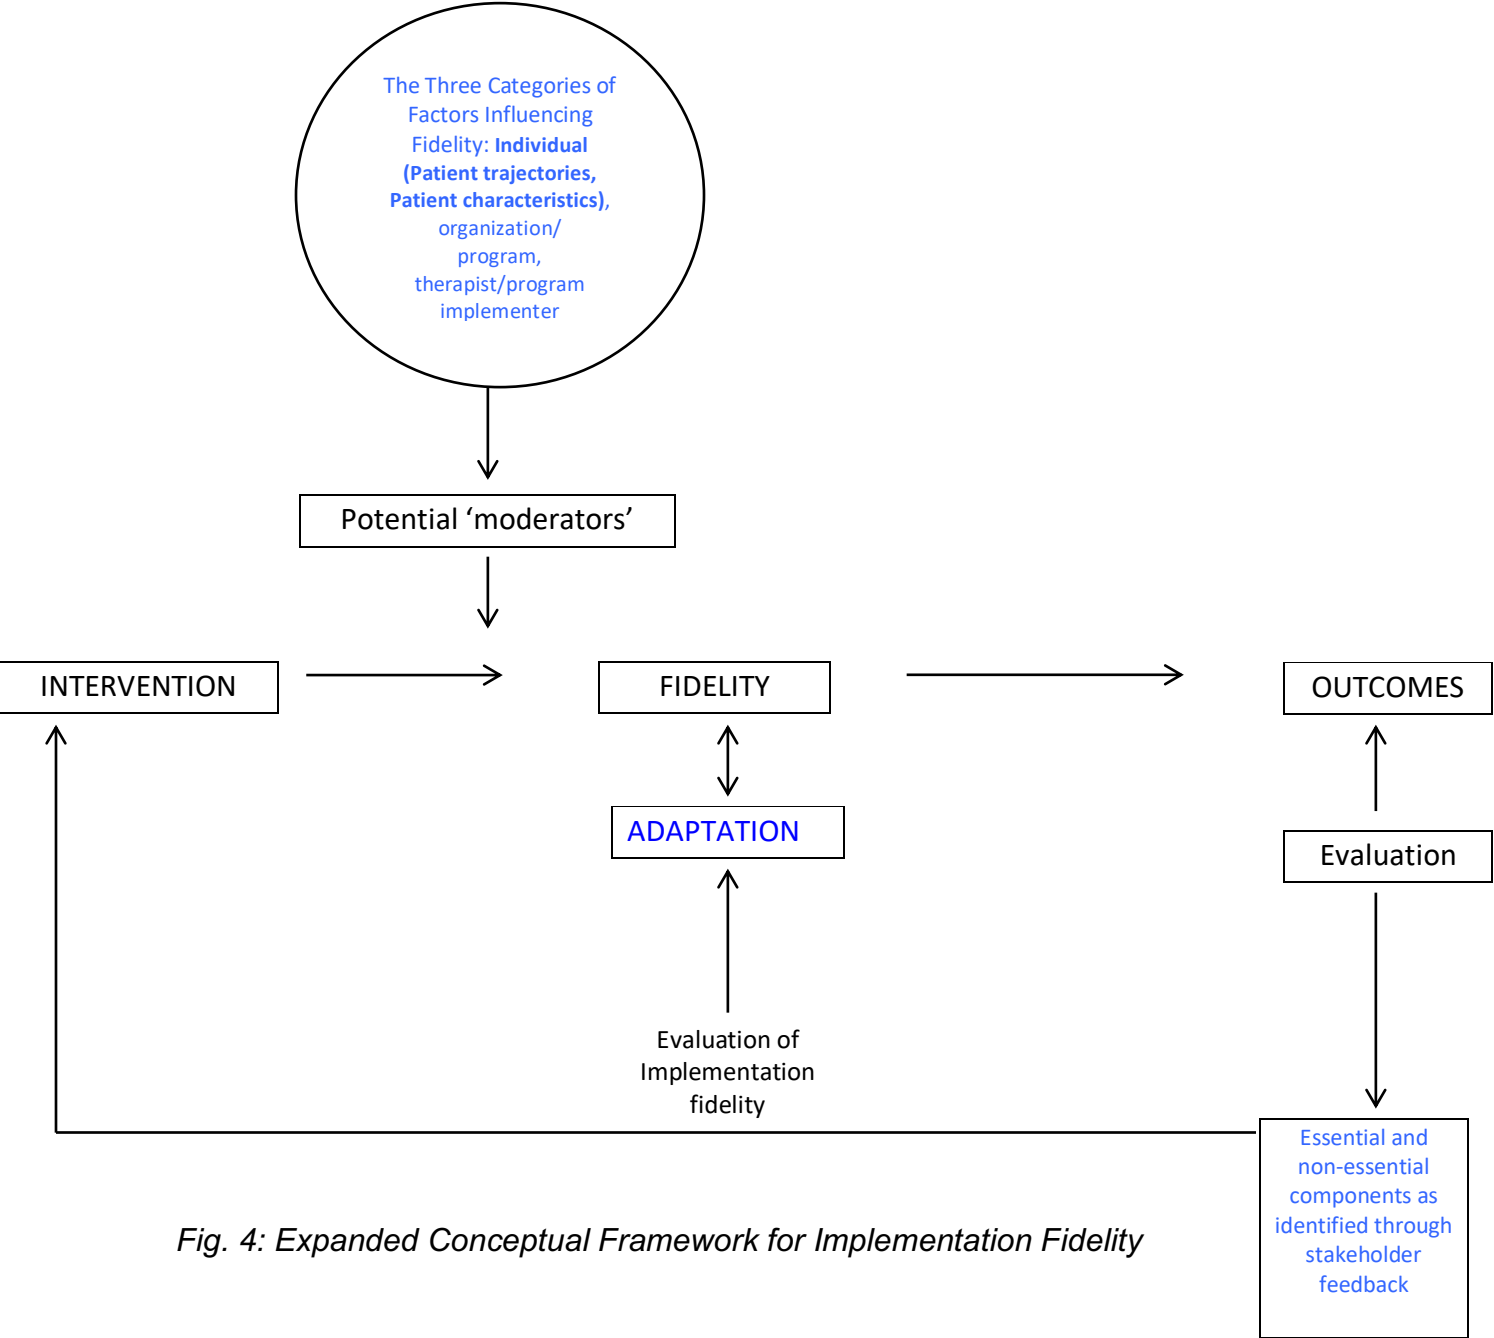 The Three Categories of
Factors Influencing
Fidelity: Individual
(Patient trajectories,
Patient characteristics),
organization/
program,
therapist/program
implementer
Potential ‘moderators’
INTERVENTION
FIDELITY
OUTCOMES
ADAPTATION
Evaluation
Evaluation of
Implementation
fidelity
Essential and
non-essential
components as
identified through
stakeholder
feedback
Fig. 4: Expanded Conceptual Framework for Implementation Fidelity